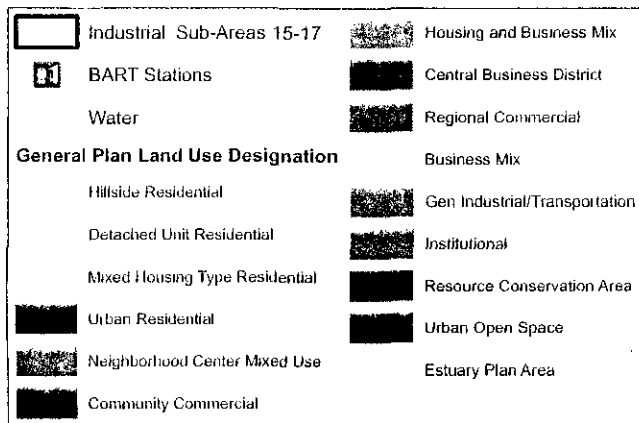 Industrial Sub-Areas 15-17
BART Stations
Water
General Plan Land Use Designation
Hillside Residential
Detached Unit Residential
Mixed Housing Type Residential
Urban Residential
Neighborhood Center Mixed Use
Community Commercial
Housing and Business Mix
Central Business District
Regional Commercial
Business Mix
Gen Industrial/Transportation
Institutional
Resource Conservation Area
Urban Open Space
Estuary Plan Area